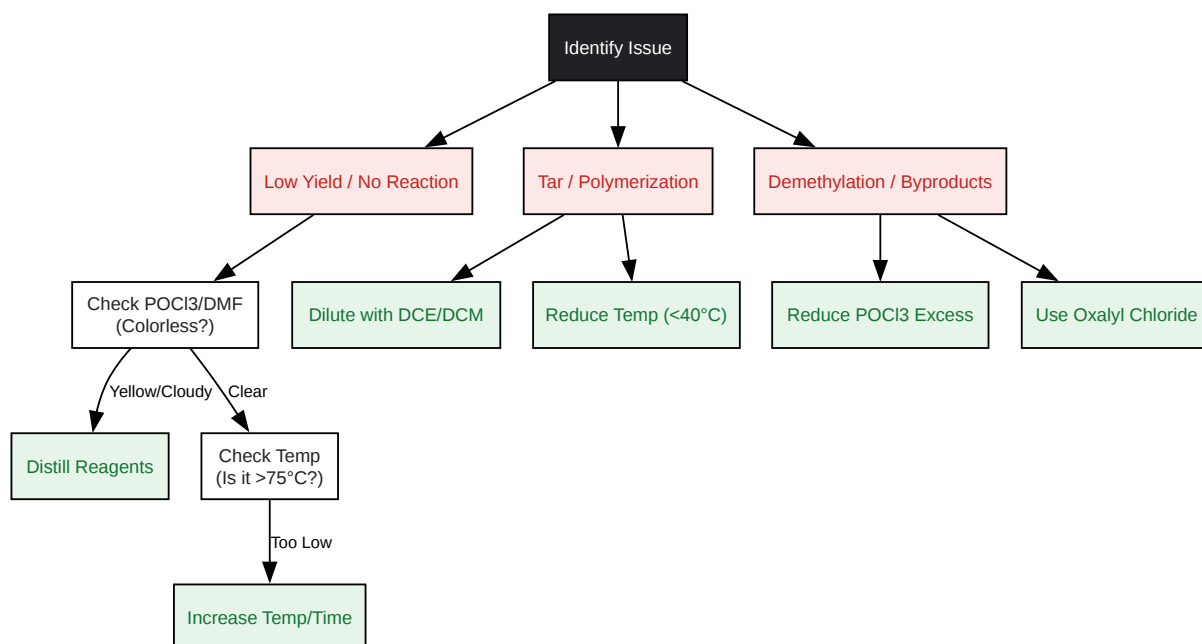 Identify Issue
Low Yield / No Reaction
Tar / Polymerization
Demethylation / Byproducts
Check POCl3/DMF
(Colorless?)
Dilute with DCE/DCM
Reduce Temp (<40°C)
Reduce POCl3 Excess
Use Oxalyl Chloride
Yellow/Cloudy
Clear
Distill Reagents
Check Temp
(Is it >75°C?)
Too Low
Increase Temp/Time